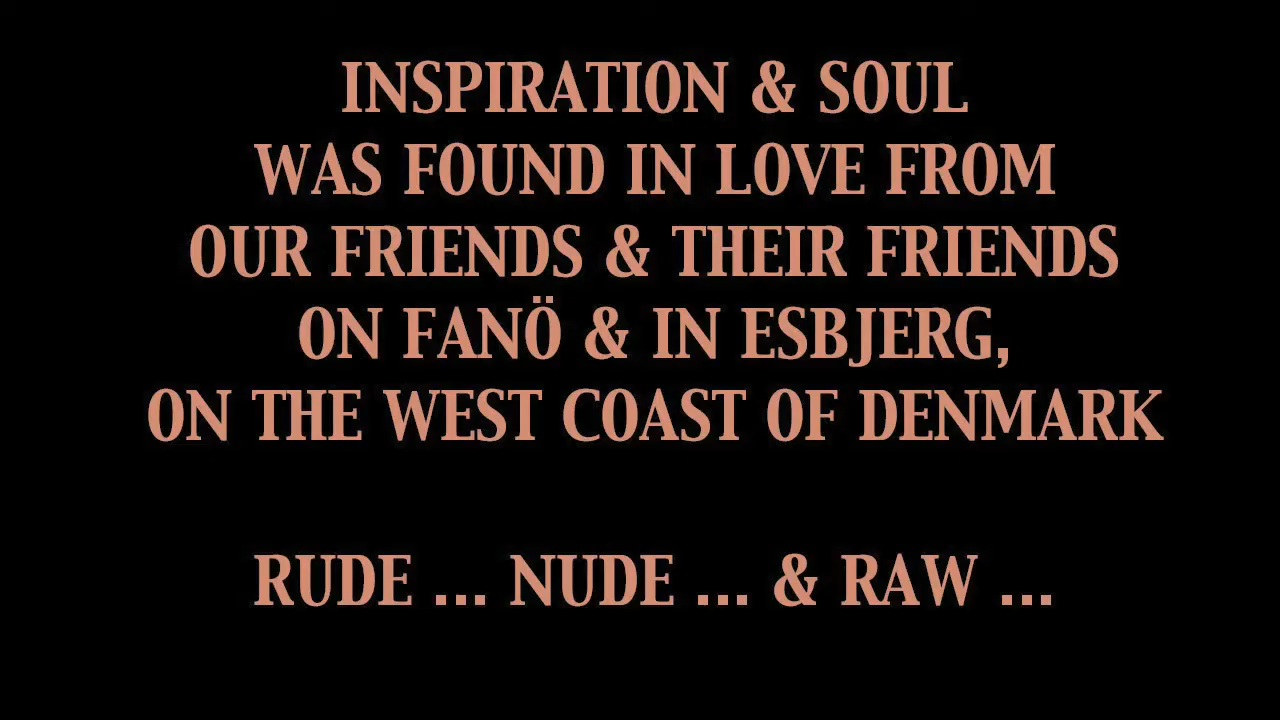 INSPIRATION & SOUL
WAS FOUND IN LOVE FROM
OUR FRIENDS & THEIR FRIENDS
ON FANÖ & IN ESBJERG,
ON THE WEST COAST OF DENMARK
RUDE ... NUDE ... & RAW ...